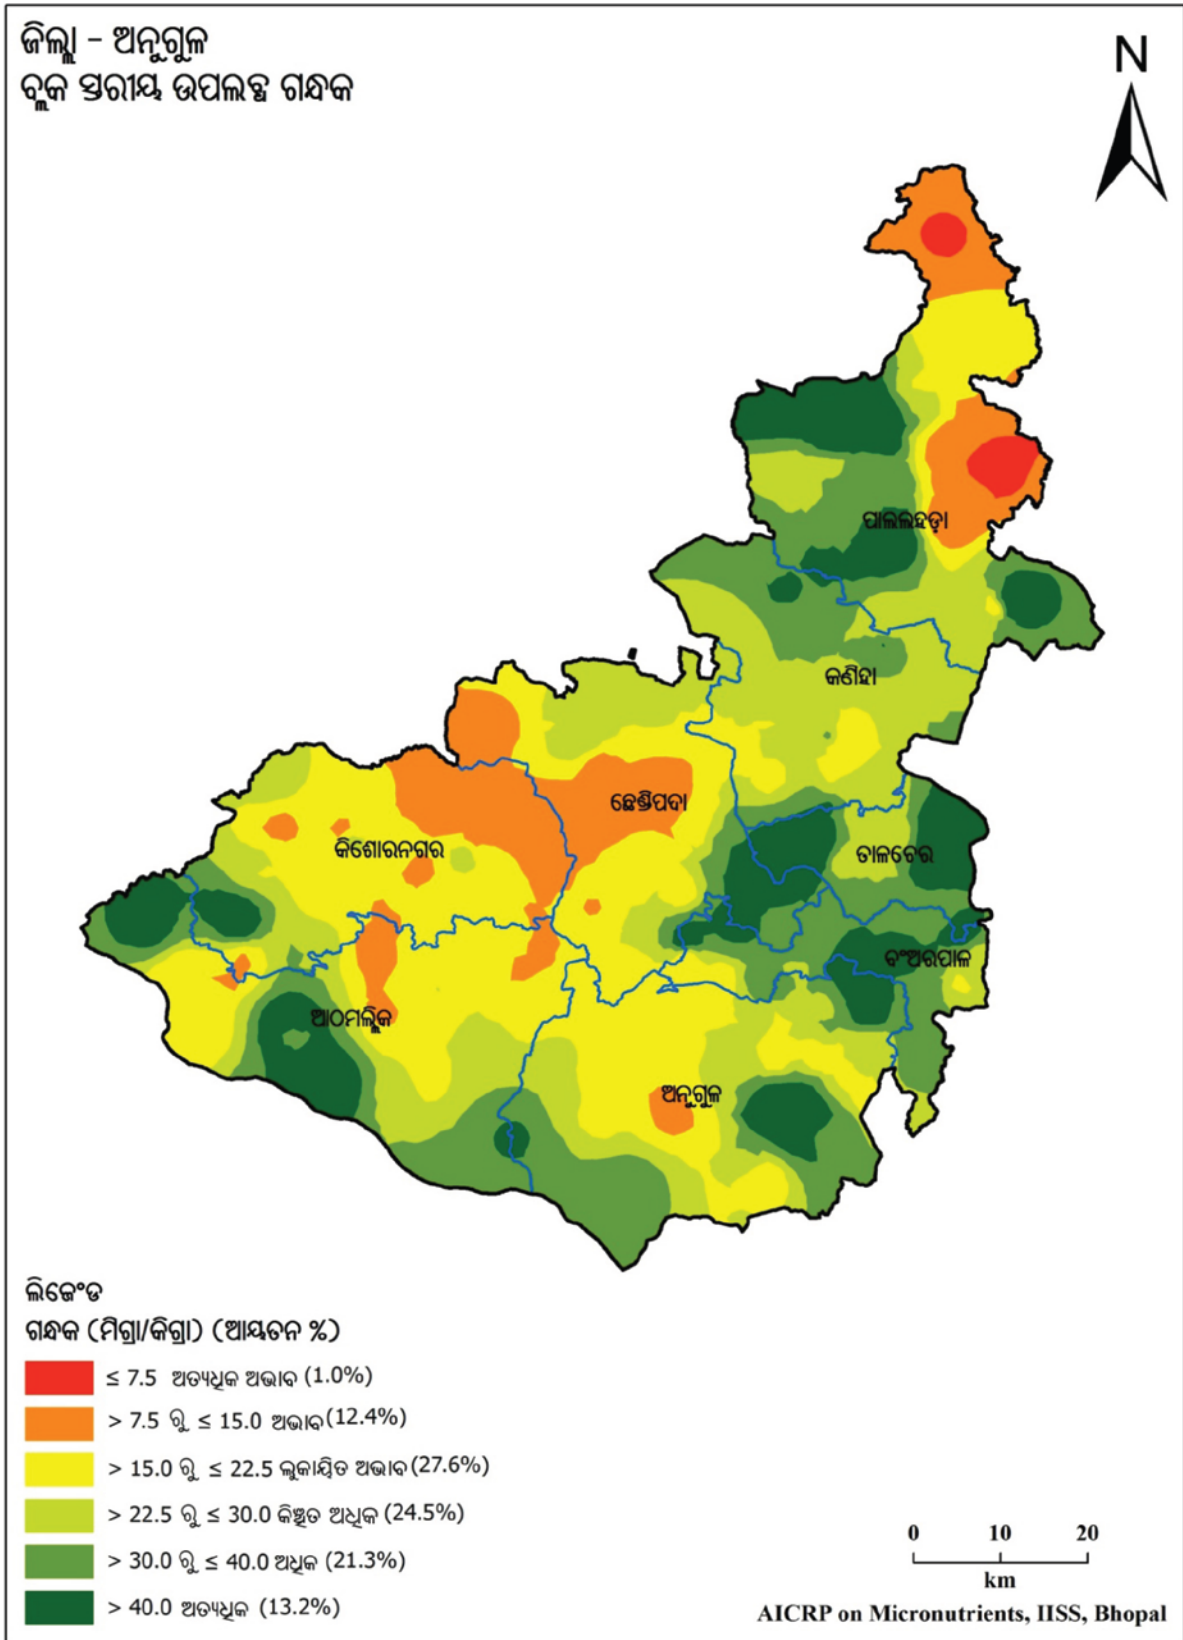 ଜିଲ୍ଲା - ଅନୁଗୁଳ
ବ୍ଲକ ସ୍ତରୀୟ ଉପଲବ୍ଧ ଗନ୍ଧକ
N
ପାଲଲହଡ଼ା
କଣିହା
ଛେଣ୍ଡିପଦା
କିଶୋରନଗର
ତାଳଚେର
ବଂଅରପାଳ
ଆଠମଲ୍ଲିକ
ଅନୁଗୁଳ
ଲିଜେଂଡ
ଗନ୍ଧକ (ମିଗ୍ରା/କିଗ୍ରା) (ଆୟତନ %)
≤ 7.5 ଅତ୍ୟଧିକ ଅଭାବ (1.0%)
> 7.5 ରୁ ≤ 15.0 ଅଭାବ (12.4%)
> 15.0 ରୁ ≤ 22.5 ଲୁକାୟିତ ଅଭାବ (27.6%)
> 22.5 ରୁ ≤ 30.0 କିଞ୍ଚିତ ଅଧିକ (24.5%)
> 30.0 ରୁ ≤ 40.0 ଅଧିକ (21.3%)
> 40.0 ଅତ୍ୟଧିକ (13.2%)
0 10 20
km
AICRP on Micronutrients, IISS, Bhopal